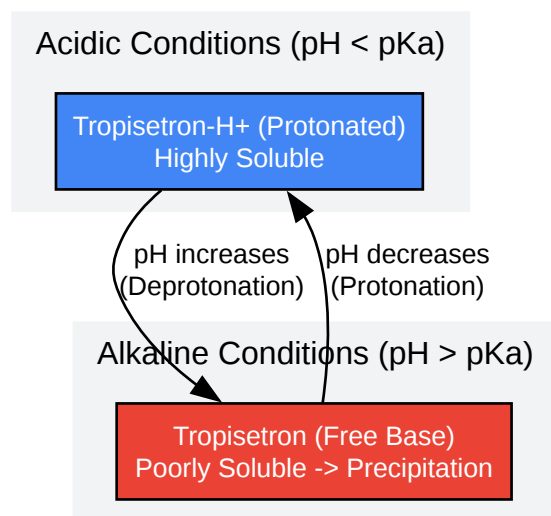 Acidic Conditions (pH < pKa)
Tropisetron-H+ (Protonated)
Highly Soluble
pH increases
(Deprotonation)
pH decreases
(Protonation)
Alkaline Conditions (pH > pKa)
Tropisetron (Free Base)
Poorly Soluble -> Precipitation